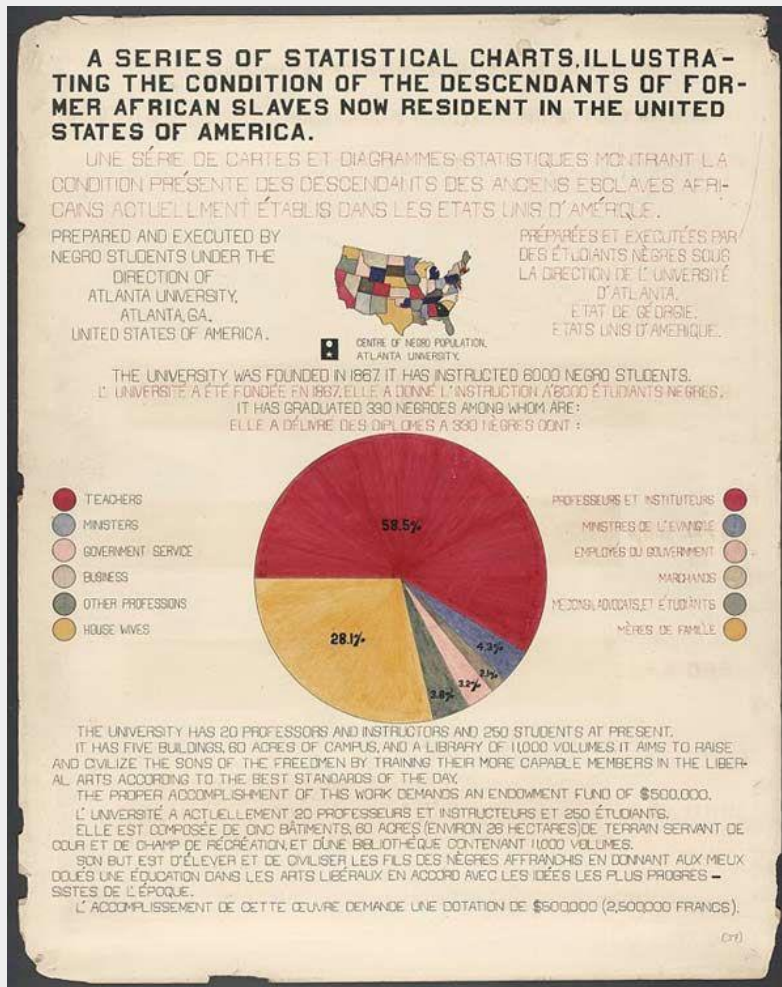 A SERIES OF STATISTICAL CHARTS, ILLUSTRA-
TING THE CONDITION OF THE DESCENDANTS OF FOR-
MER AFRICAN SLAVES NOW RESIDENT IN THE UNITED
STATES OF AMERICA.
UNE SÉRIE DE CARTES ET DIAGRAMMES STATISTIQUES MONTRANT LA
CONDITION PRÉSENTE DES DESCENDANTS DES ANCIENS ESCLAVES AFRI-
CAINS ACTUELLMENT ÉTABLIS DANS LES ETATS UNIS D'AMÉRIQUE.
PREPARED AND EXECUTED BY
NEGRO STUDENTS UNDER THE
DIRECTION OF
ATLANTA UNIVERSITY,
ATLANTA, GA.
UNITED STATES OF AMERICA.
PRÉPARÉES ET EXÉCUTÉES PAR
DES ÉTUDIANTS NÈGRES SOUS
LA DIRECTION DE L'UNIVERSITÉ
D'ATLANTA.
ETAT DE GÉORGIE.
ETATS UNIS D'AMÉRIQUE.
CENTRE OF NEGRO POPULATION.
ATLANTA UNIVERSITY.
THE UNIVERSITY WAS FOUNDED IN 1867. IT HAS INSTRUCTED 6000 NEGRO STUDENTS.
L'UNIVERSITÉ A ÉTÉ FONDÉE EN 1867. ELLE A DONNÉ L'INSTRUCTION A 6000 ÉTUDIANTS NÈGRES.
IT HAS GRADUATED 330 NEGROES AMONG WHOM ARE:
ELLE A DÉLIVRÉ DES DIPLOMES A 330 NÈGRES DONT :
TEACHERS
MINISTERS
GOVERNMENT SERVICE
BUSINESS
OTHER PROFESSIONS
HOUSE WIVES
58.5%
4.3%
2.1%
3.2%
3.8%
28.1%
PROFESSEURS ET INSTITUTEURS
MINISTRES DE L'EVANGILE
EMPLOYÉS DU GOUVERNMENT
MARCHANDS
ET ÉTUDIANTS
MÈRES DE FAMILLE
THE UNIVERSITY HAS 20 PROFESSORS AND INSTRUCTORS AND 250 STUDENTS AT PRESENT.
IT HAS FIVE BUILDINGS, 60 ACRES OF CAMPUS, AND A LIBRARY OF 11,000 VOLUMES. IT AIMS TO RAISE
AND CIVILIZE THE SONS OF THE FREEDMEN BY TRAINING THEIR MORE CAPABLE MEMBERS IN THE LIBER-
AL ARTS ACCORDING TO THE BEST STANDARDS OF THE DAY.
THE PROPER ACCOMPLISHMENT OF THIS WORK DEMANDS AN ENDOWMENT FUND OF $500,000.
L'UNIVERSITÉ A ACTUELLEMENT 20 PROFESSEURS ET INSTRUCTEURS ET 250 ÉTUDIANTS.
ELLE EST COMPOSÉE DE CINQ BÂTIMENTS, 60 ACRES (ENVIRON 26 HECTARES) DE TERRAIN SERVANT DE
COUR ET DE CHAMP DE RÉCRÉATION, ET D'UNE BIBLIOTHÈQUE CONTENANT 11,000 VOLUMES.
SON BUT EST D'ÉLEVER ET DE CIVILISER LES FILS DES NÈGRES AFFRANCHIS EN DONNANT AUX MIEUX
DOUÉS UNE ÉDUCATION DANS LES ARTS LIBÉRAUX EN ACCORD AVEC LES IDÉES LES PLUS PROGRES-
SISTES DE L'ÉPOQUE.
L'ACCOMPLISSEMENT DE CETTE ŒUVRE DEMANDE UNE DOTATION DE $500,000 (2,500,000 FRANCS).